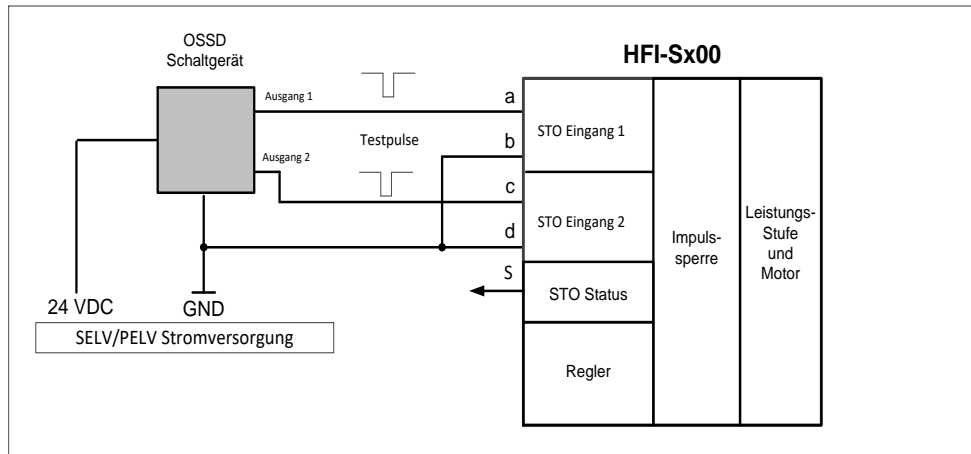 OSSD
Schaltgerät
HFI-Sx00
Ausgang 1
a
STO Eingang 1
Testpulse
b
Ausgang 2
c
STO Eingang 2
d
Impuls-
sperre
Leistungs-
Stufe
und
Motor
S
STO Status
24 VDC
GND
SELV/PELV Stromversorgung
Regler